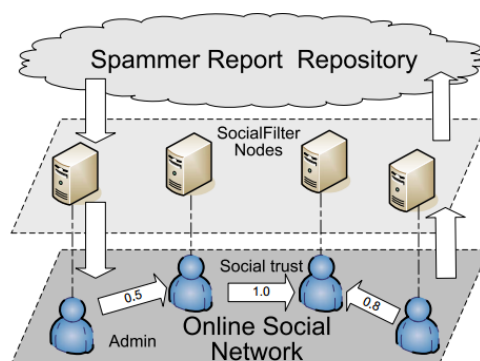 Spammer Report Repository
SocialFilter
Nodes
Social trust
0.5
1.0
0.8
Admin
Online Social
Network